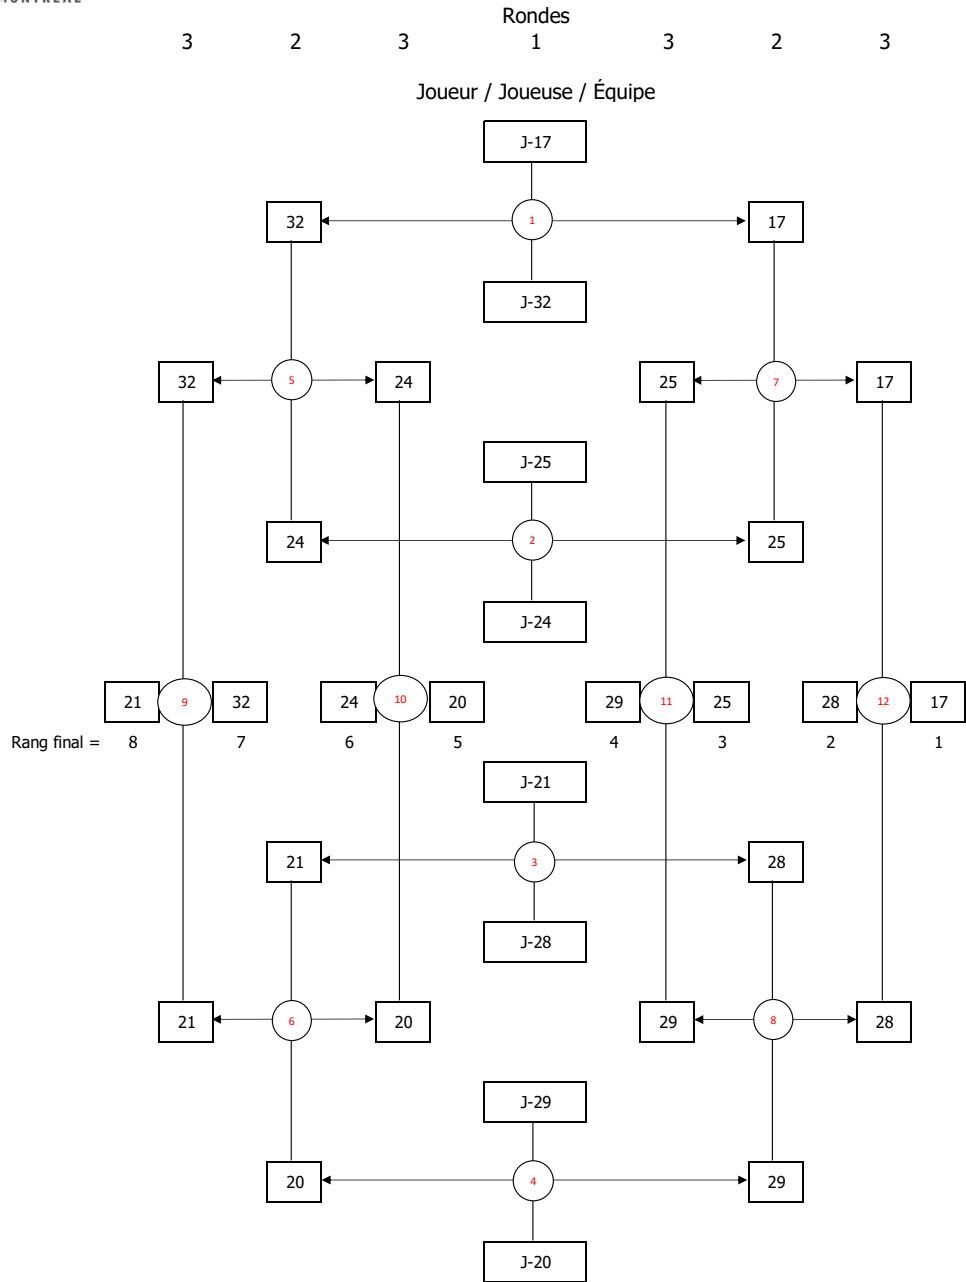 Rondes
3 2 3 1 3 2 3
Joueur / Joueuse / Équipe
J-17
32 1 17
J-32
32 5 24 25 7 17
J-25
24 2 25
J-24
21 9 32 24 10 20 29 11 25 28 12 17
Rang final = 8 7 6 5 4 3 2 1
J-21
21 3 28
J-28
21 6 20 29 8 28
J-29
20 4 29
J-20